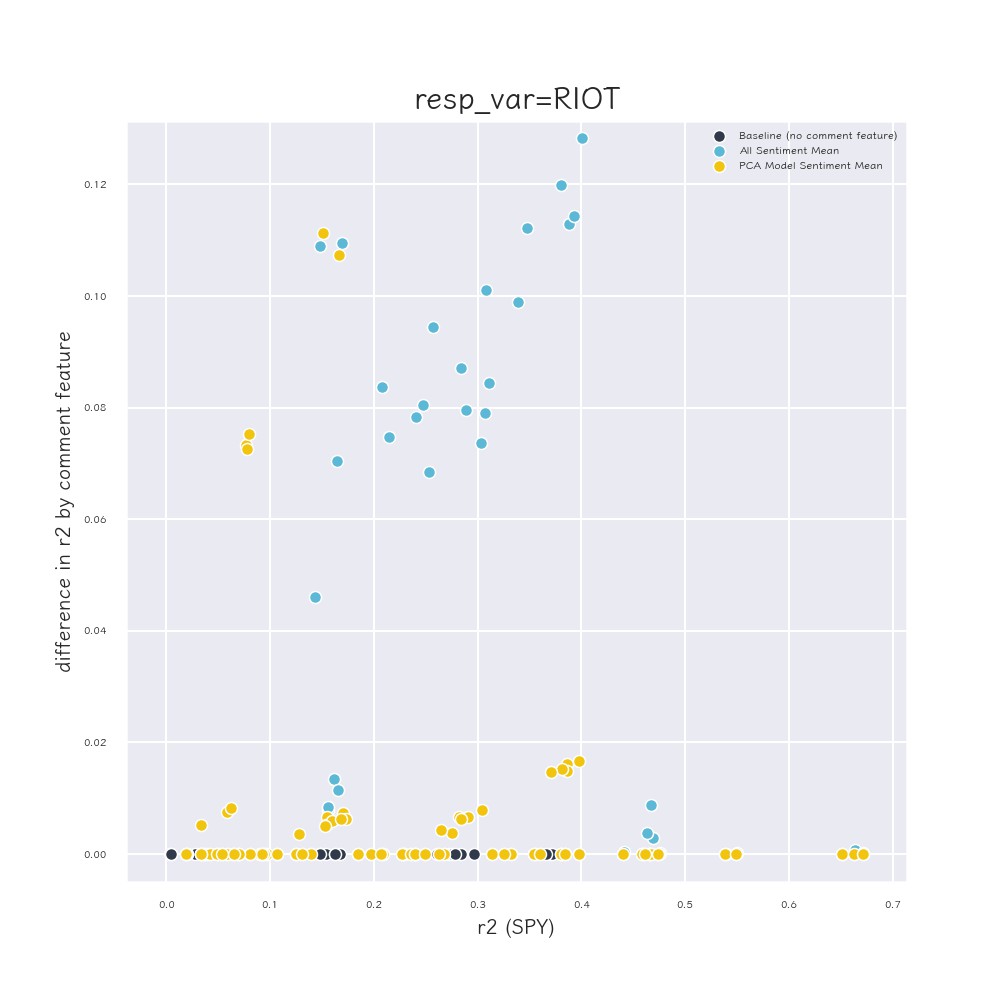 resp_var=RIOT
Baseline (no comment feature)
All Sentiment Mean
PCA Model Sentiment Mean
difference in r2 by comment feature
0.12
0.10
0.08
0.06
0.04
0.02
0.00
0.0 0.1 0.2 0.3 0.4 0.5 0.6 0.7
r2 (SPY)